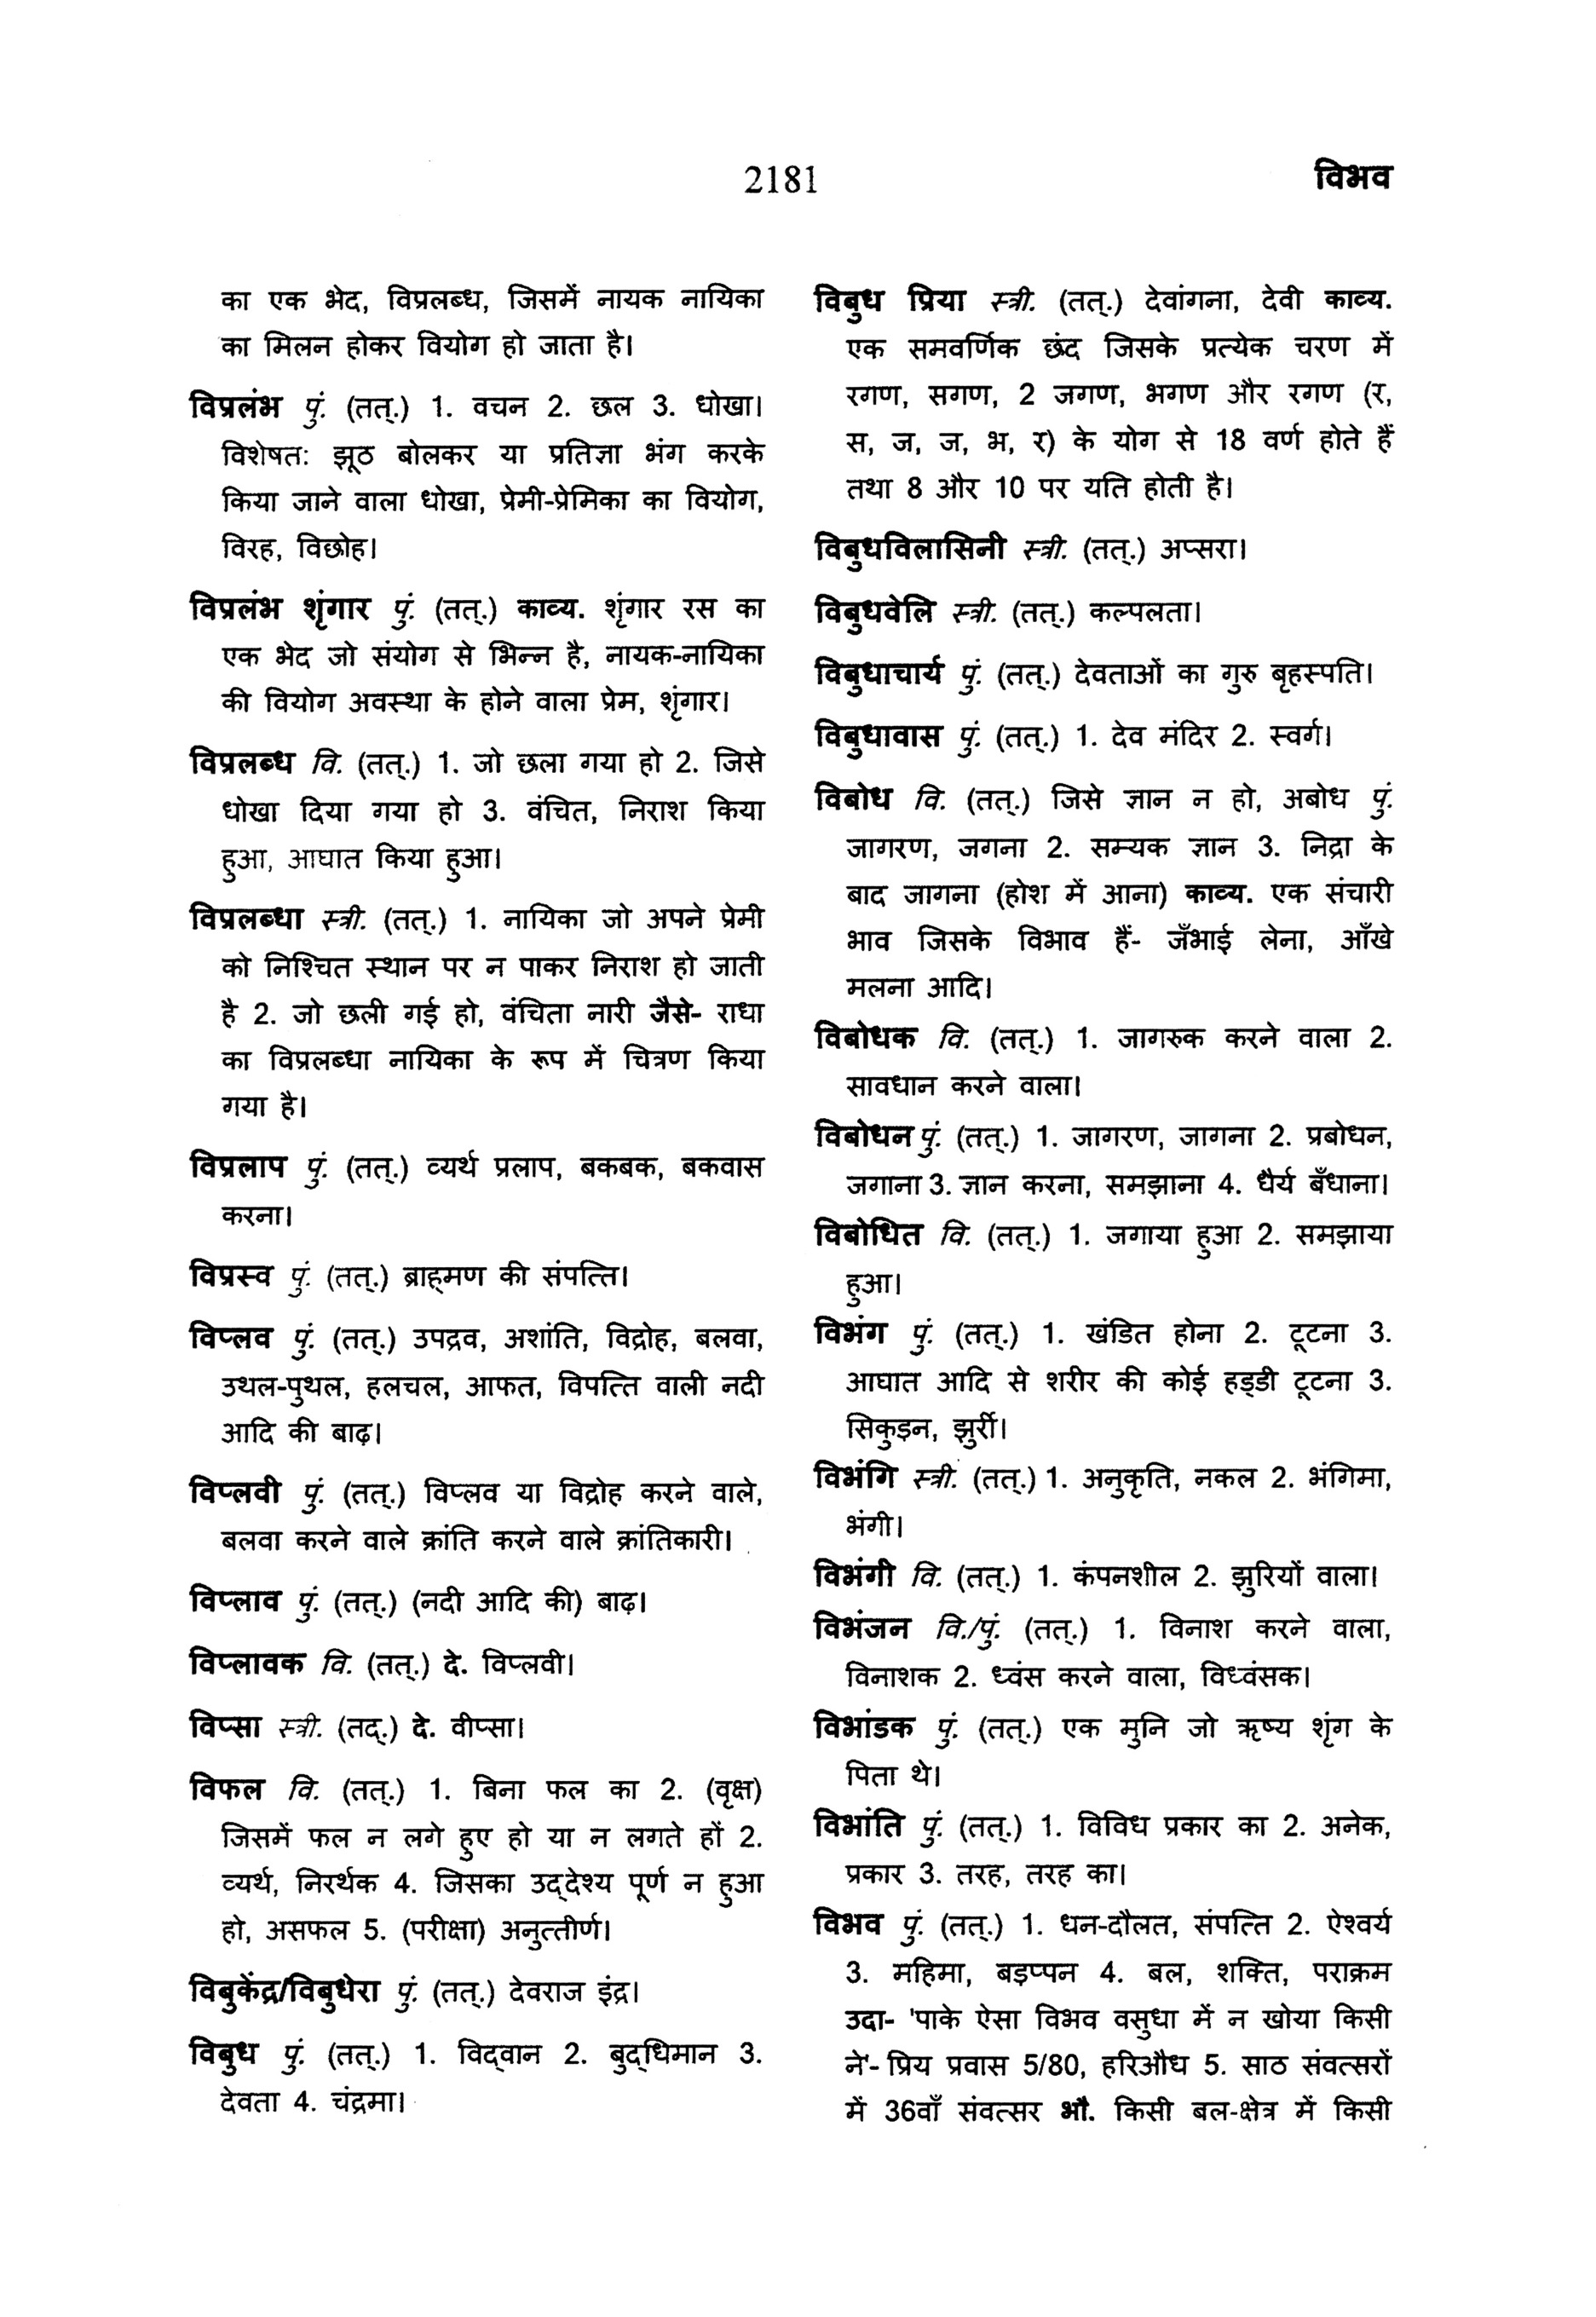 2181
विभव
का एक भेद, विप्रलब्ध, जिसमें नायक नायिका
का मिलन होकर वियोग हो जाता है।
विप्रलंभ पुं. (तत्.) 1. वचन 2. छल 3. धोखा।
विशेषतः झूठ बोलकर या प्रतिज्ञा भंग करके
किया जाने वाला धोखा, प्रेमी-प्रेमिका का वियोग,
विरह, विछोह।
विप्रलंभ शृंगार पुं. (तत्.) काव्य. शृंगार रस का
एक भेद जो संयोग से भिन्न है, नायक-नायिका
की वियोग अवस्था के होने वाला प्रेम, शृंगार।
विप्रलब्ध वि. (तत्.) 1. जो छला गया हो 2. जिसे
धोखा दिया गया हो 3. वंचित, निराश किया
हुआ, आघात किया हुआ।
विप्रलब्धा स्त्री. (तत्.) 1. नायिका जो अपने प्रेमी
को निश्चित स्थान पर न पाकर निराश हो जाती
है 2. जो छली गई हो, वंचिता नारी जैसे- राधा
का विप्रलब्धा नायिका के रूप में चित्रण किया
गया है।
विप्रलाप पुं. (तत्.) व्यर्थ प्रलाप, बकबक, बकवास
करना।
विप्रस्व पुं. (तत्.) ब्राह्मण की संपत्ति।
विप्लव पुं. (तत्.) उपद्रव, अशांति, विद्रोह, बलवा,
उथल-पुथल, हलचल, आफत, विपत्ति वाली नदी
आदि की बाढ़।
विप्लवी पुं. (तत्.) विप्लव या विद्रोह करने वाले,
बलवा करने वाले क्रांति करने वाले क्रांतिकारी।
विप्लाव पुं. (तत्.) (नदी आदि की) बाढ़।
विप्लावक वि. (तत्.) दे. विप्लवी।
विप्सा स्त्री. (तद्.) दे. वीप्सा।
विफल वि. (तत्.) 1. बिना फल का 2. (वृक्ष)
जिसमें फल न लगे हुए हो या न लगते हों 2.
व्यर्थ, निरर्थक 4. जिसका उद्देश्य पूर्ण न हुआ
हो, असफल 5. (परीक्षा) अनुत्तीर्ण।
विबुकेंद्र/विबुधेरा पुं. (तत्.) देवराज इंद्र।
विबुध पुं. (तत्.) 1. विद्वान 2. बुद्धिमान 3.
देवता 4. चंद्रमा।
विबुध प्रिया स्त्री. (तत्.) देवांगना, देवी काव्य.
एक समवर्णिक छंद जिसके प्रत्येक चरण में
रगण, सगण, 2 जगण, भगण और रगण (र,
स, ज, ज, भ, र) के योग से 18 वर्ण होते हैं
तथा 8 और 10 पर यति होती है।
विबुधविलासिनी स्त्री. (तत्.) अप्सरा।
विबुधवेलि स्त्री. (तत्.) कल्पलता।
विबुधाचार्य पुं. (तत्.) देवताओं का गुरु बृहस्पति।
विबुधावास पुं. (तत्.) 1. देव मंदिर 2. स्वर्ग।
विबोध वि. (तत्.) जिसे ज्ञान न हो, अबोध पुं.
जागरण, जगना 2. सम्यक ज्ञान 3. निद्रा के
बाद जागना (होश में आना) काव्य. एक संचारी
भाव जिसके विभाव हैं- जँभाई लेना, आँखे
मलना आदि।
विबोधक वि. (तत्.) 1. जागरुक करने वाला 2.
सावधान करने वाला।
विबोधन पुं. (तत्.) 1. जागरण, जागना 2. प्रबोधन,
जगाना 3. ज्ञान करना, समझाना 4. धैर्य बँधाना।
विबोधित वि. (तत्.) 1. जगाया हुआ 2. समझाया
हुआ।
विभंग पुं. (तत्.) 1. खंडित होना 2. टूटना 3.
आघात आदि से शरीर की कोई हड्डी टूटना 3.
सिकुड़न, झुर्री।
विभंगि स्त्री. (तत्.) 1. अनुकृति, नकल 2. भंगिमा,
भंगी।
विभंगी वि. (तत्.) 1. कंपनशील 2. झुरियों वाला।
विभंजन वि./पुं. (तत्.) 1. विनाश करने वाला,
विनाशक 2. ध्वंस करने वाला, विध्वंसक।
विभांडक पुं. (तत्.) एक मुनि जो ऋष्य शृंग के
पिता थे।
विभांति पुं. (तत्.) 1. विविध प्रकार का 2. अनेक,
प्रकार 3. तरह, तरह का।
विभव पुं. (तत्.) 1. धन-दौलत, संपत्ति 2. ऐश्वर्य
3. महिमा, बड़प्पन 4. बल, शक्ति, पराक्रम
उदा- 'पाके ऐसा विभव वसुधा में न खोया किसी
ने'- प्रिय प्रवास 5/80, हरिऔध 5. साठ संवत्सरों
में 36वाँ संवत्सर भौ. किसी बल-क्षेत्र में किसी